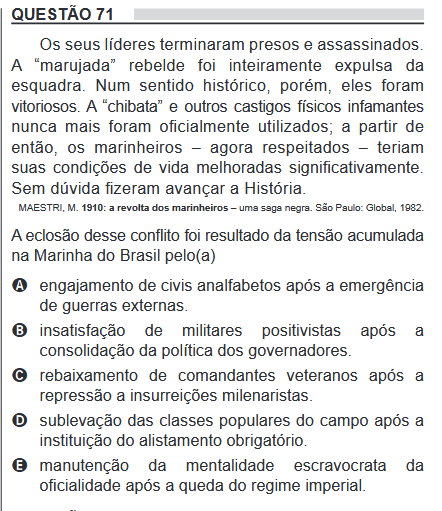 QUESTÃO 71
Os seus líderes terminaram presos e assassinados.
A “marujada” rebelde foi inteiramente expulsa da
esquadra. Num sentido histórico, porém, eles foram
vitoriosos. A “chibata” e outros castigos físicos infamantes
nunca mais foram oficialmente utilizados; a partir de
então, os marinheiros – agora respeitados – teriam
suas condições de vida melhoradas significativamente.
Sem dúvida fizeram avançar a História.
MAESTRI, M. 1910: a revolta dos marinheiros – uma saga negra. São Paulo: Global, 1982.
A eclosão desse conflito foi resultado da tensão acumulada
na Marinha do Brasil pelo(a)
A engajamento de civis analfabetos após a emergência
de guerras externas.
B insatisfação de militares positivistas após a
consolidação da política dos governadores.
C rebaixamento de comandantes veteranos após a
repressão a insurreições milenaristas.
D sublevação das classes populares do campo após a
instituição do alistamento obrigatório.
E manutenção da mentalidade escravocrata da
oficialidade após a queda do regime imperial.